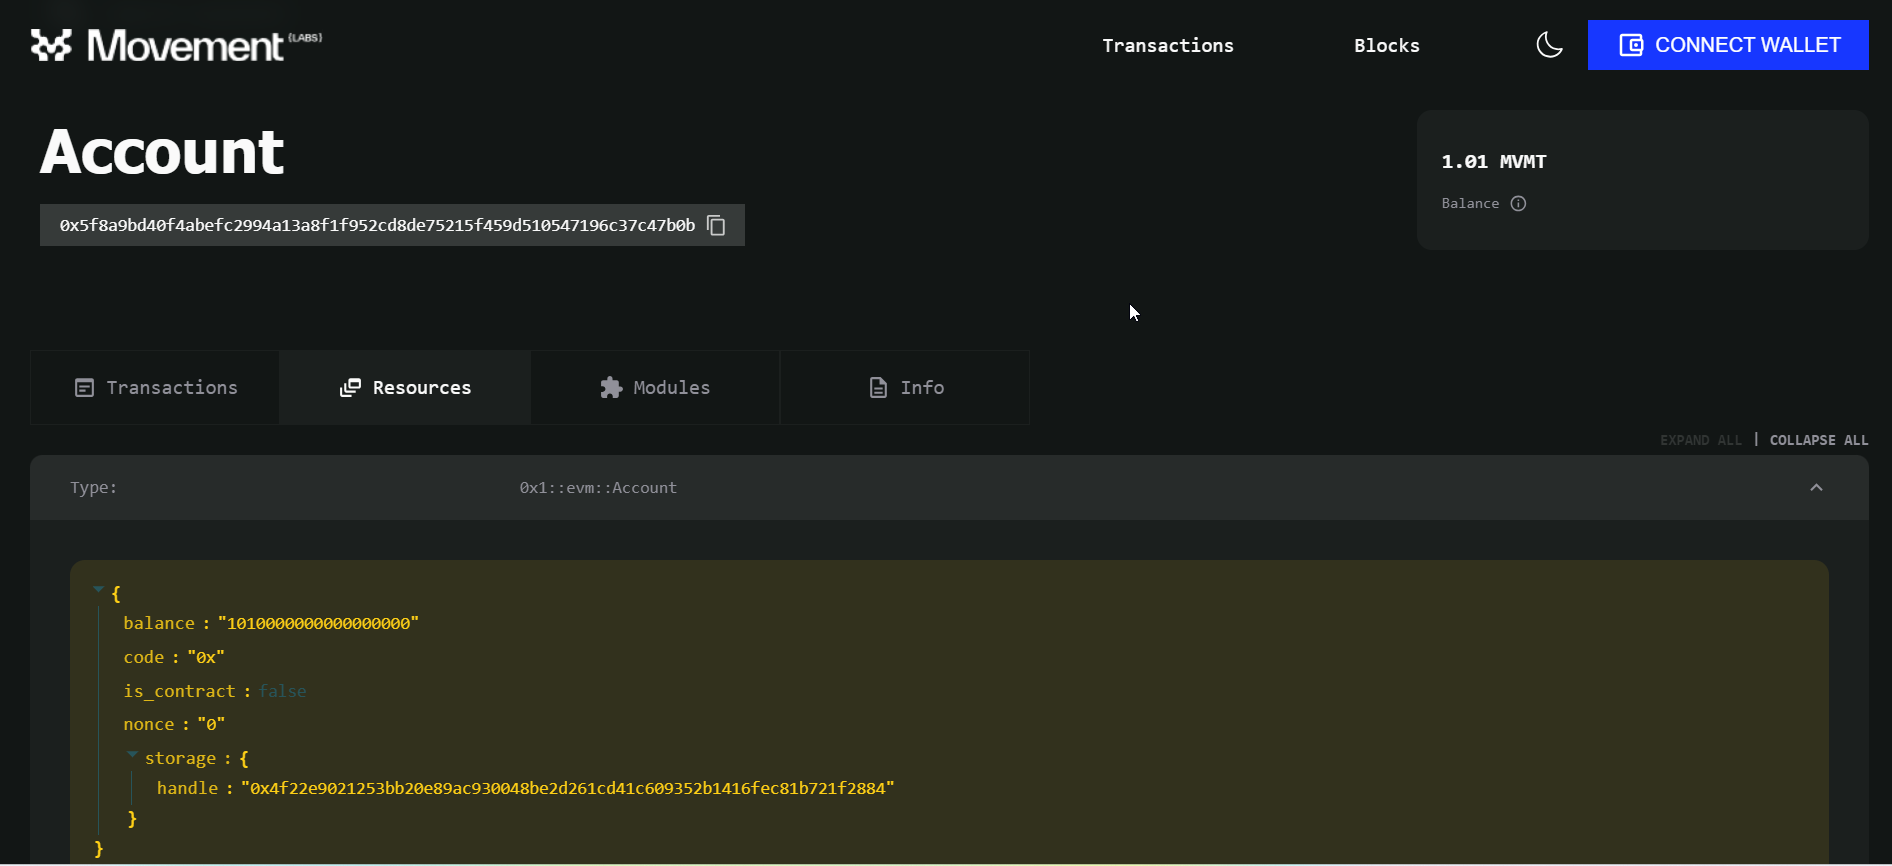 Movement {LABS}
Transactions
Blocks
CONNECT WALLET
Account
0x5f8a9bd40f4abefc2994a13a8f1f952cd8de75215f459d510547196c37c47b0b
1.01 MVMT
Balance
Transactions
Resources
Modules
Info
EXPAND ALL | COLLAPSE ALL
Type: 0x1::evm::Account
{
balance : "1010000000000000000"
code : "0x"
is_contract : false
nonce : "0"
storage : {
handle : "0x4f22e9021253bb20e89ac930048be2d261cd41c609352b1416fec81b721f2884"
}
}